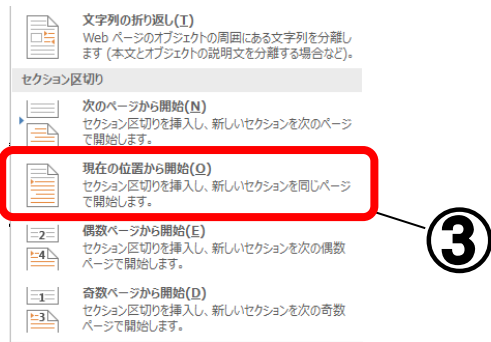 文字列の折り返し(T)
Web ページのオブジェクトの周囲にある文字列を分離し
ます (本文とオブジェクトの説明文を分離する場合など)。
セクション区切り
次のページから開始(N)
セクション区切りを挿入し、新しいセクションを次のページ
で開始します。
現在の位置から開始(O)
セクション区切りを挿入し、新しいセクションを同じページ
で開始します。
③
偶数ページから開始(E)
セクション区切りを挿入し、新しいセクションを次の偶数
ページで開始します。
2
4
奇数ページから開始(D)
セクション区切りを挿入し、新しいセクションを次の奇数
ページで開始します。
1
3